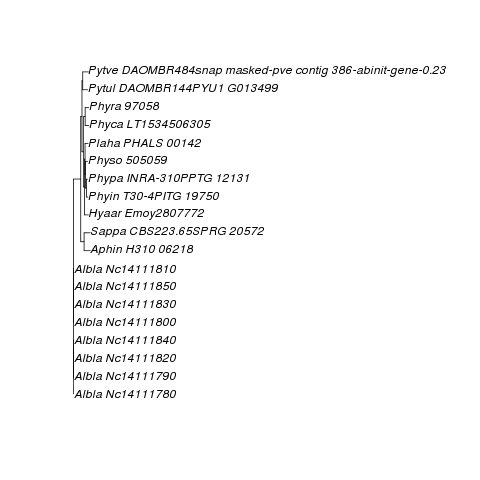 Pytve DAOMBR484snap masked-pve contig 386-abinit-gene-0.23
Pytul DAOMBR144PYU1 G013499
Phyra 97058
Phyca LT1534506305
Plaha PHALS 00142
Physo 505059
Phypa INRA-310PPTG 12131
Phyin T30-4PITG 19750
Hyaar Emoy2807772
Sappa CBS223.65SPRG 20572
Aphin H310 06218
Albla Nc14111810
Albla Nc14111850
Albla Nc14111830
Albla Nc14111800
Albla Nc14111840
Albla Nc14111820
Albla Nc14111790
Albla Nc14111780